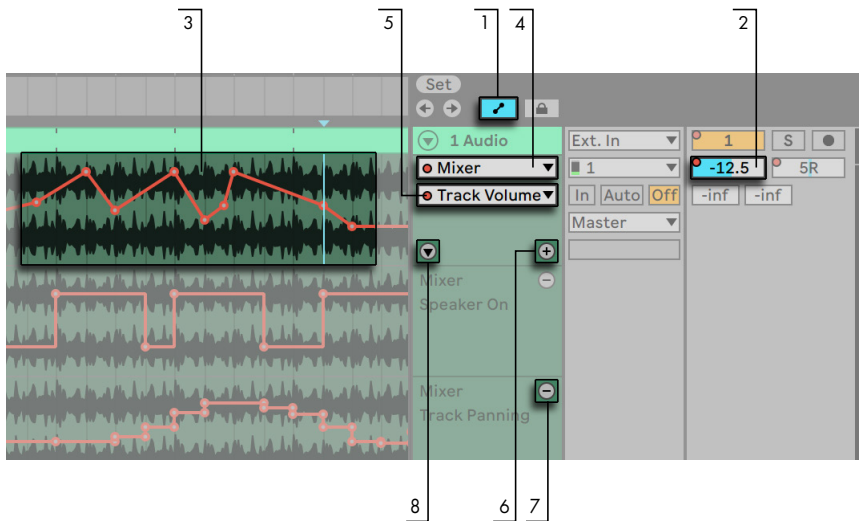 3 5 1 4 2
Set
1 Audio
Ext. In
1 S
Mixer
1
-12.5 5R
Track Volume
In Auto Off
-inf -inf
Master
Mixer
Speaker On
Mixer
Track Panning
8 6 7